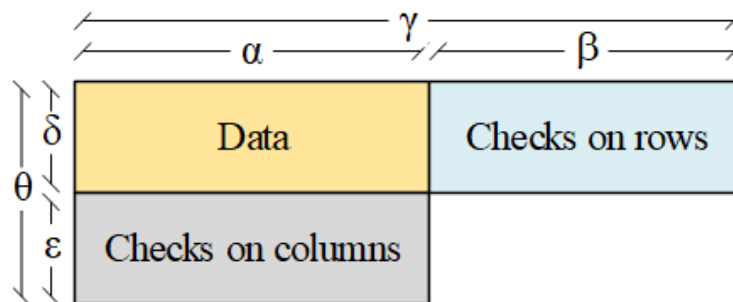 γ
α β
δ Data Checks on rows
θ
ε Checks on columns